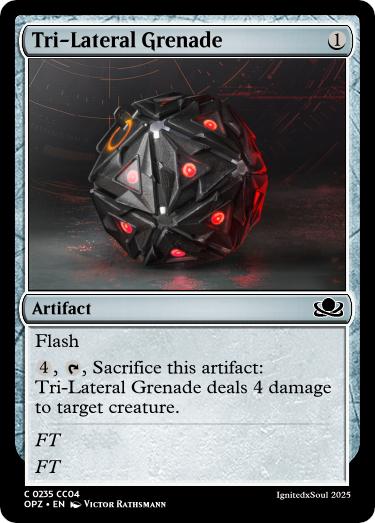 Tri-Lateral Grenade 1
Artifact
Flash
4, Sacrifice this artifact:
Tri-Lateral Grenade deals 4 damage
to target creature.
FT
FT
C 0235 CC04
OPZ • EN Victor Rathsmann
IgnitedxSoul 2025